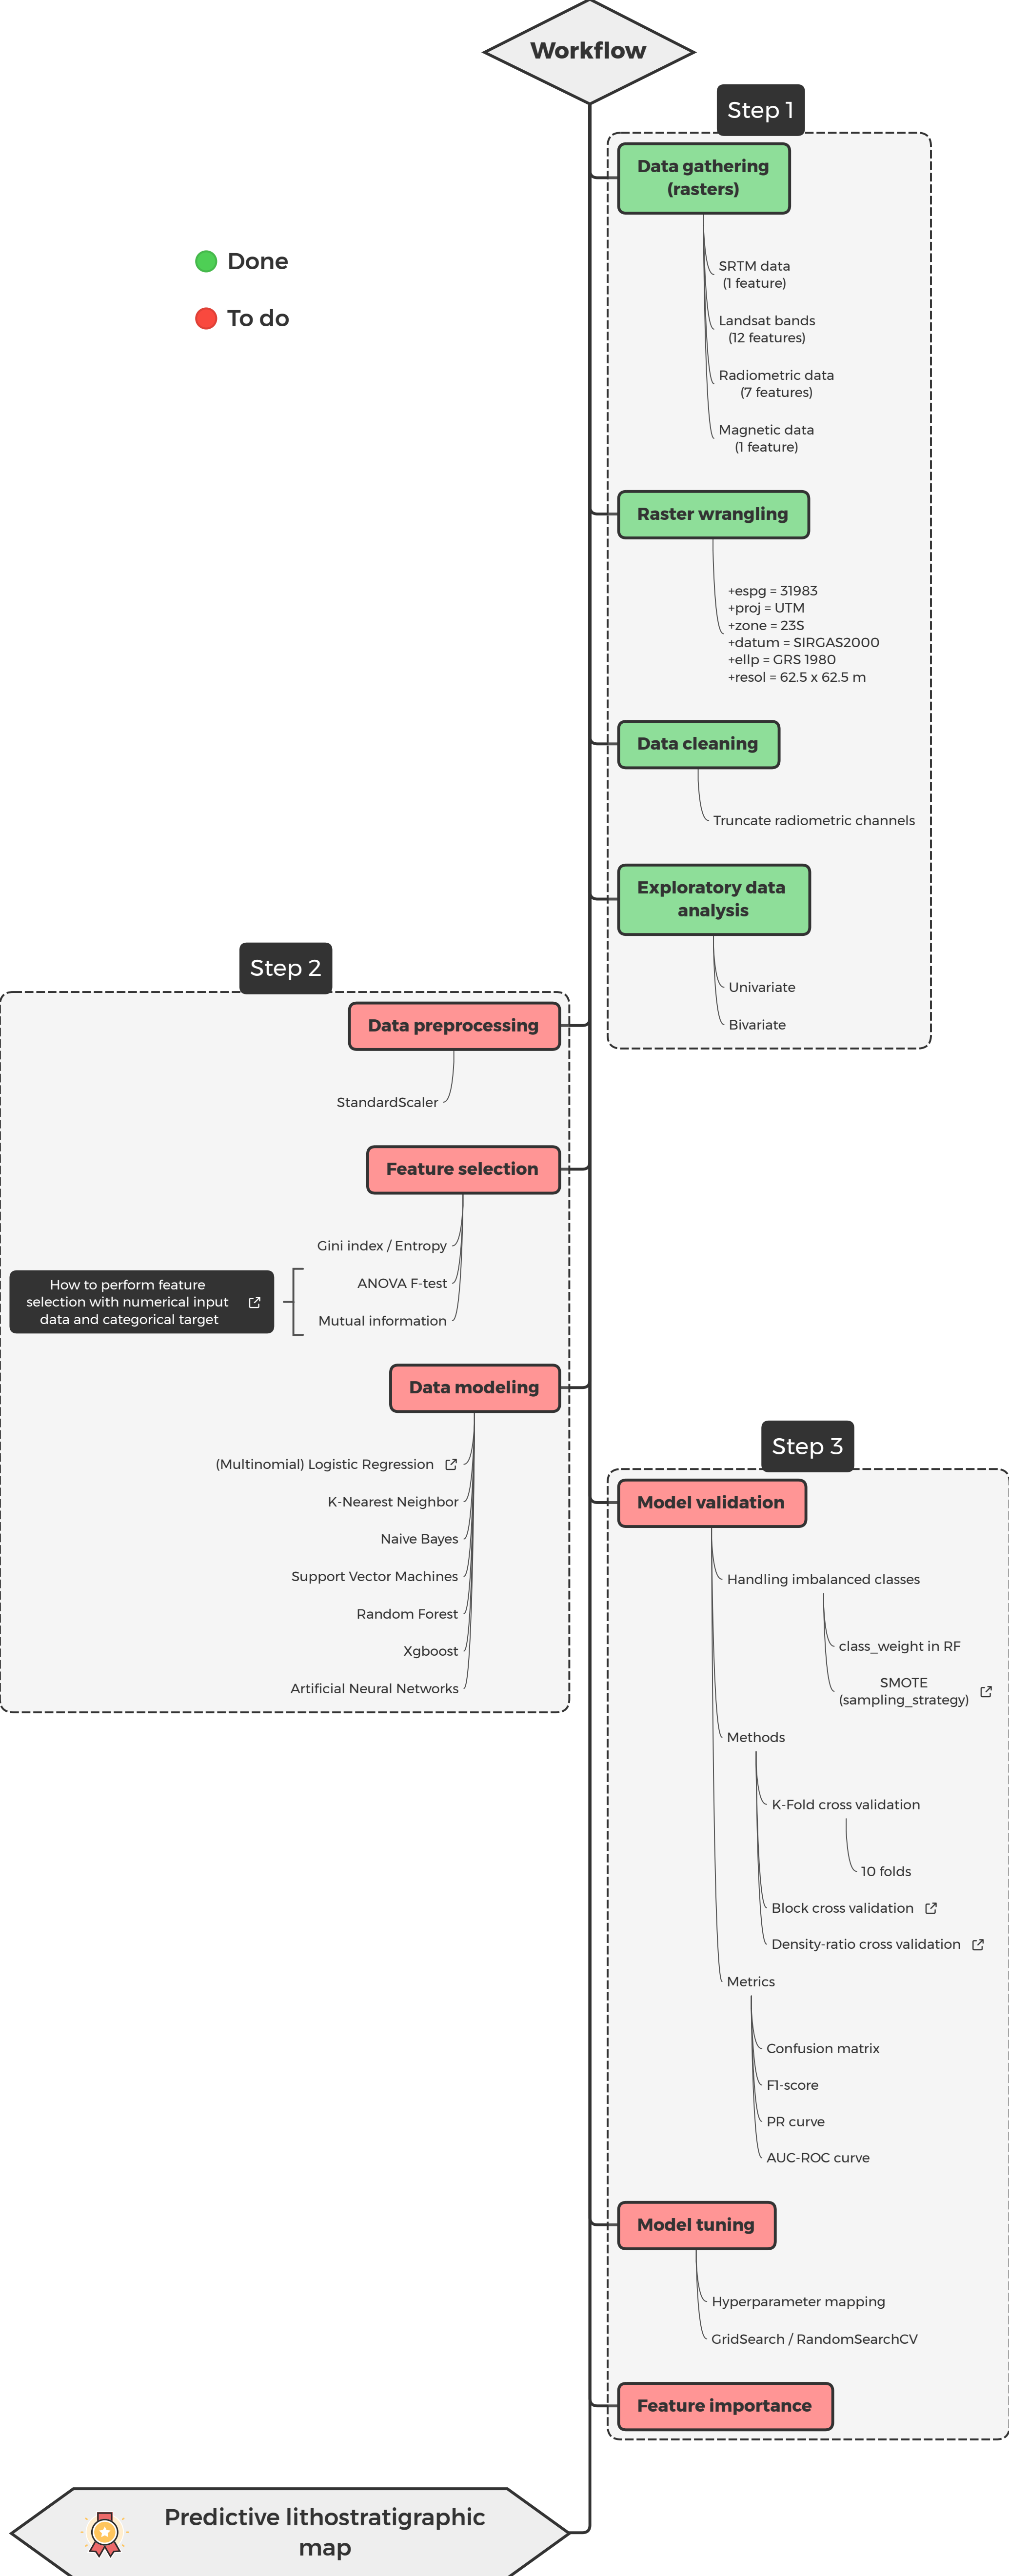 Workflow
Step 1
Data gathering
(rasters)
Done
To do
SRTM data
(1 feature)
Landsat bands
(12 features)
Radiometric data
(7 features)
Magnetic data
(1 feature)
Raster wrangling
+espg = 31983
+proj = UTM
+zone = 23S
+datum = SIRGAS2000
+ellp = GRS 1980
+resol = 62.5 x 62.5 m
Data cleaning
Truncate radiometric channels
Exploratory data
analysis
Univariate
Bivariate
Step 2
Data preprocessing
StandardScaler
Feature selection
Gini index / Entropy
ANOVA F-test
Mutual information
How to perform feature
selection with numerical input
data and categorical target
Data modeling
(Multinomial) Logistic Regression
K-Nearest Neighbor
Naive Bayes
Support Vector Machines
Random Forest
Xgboost
Artificial Neural Networks
Step 3
Model validation
Handling imbalanced classes
class_weight in RF
SMOTE
(sampling_strategy)
Methods
K-Fold cross validation
10 folds
Block cross validation
Density-ratio cross validation
Metrics
Confusion matrix
F1-score
PR curve
AUC-ROC curve
Model tuning
Hyperparameter mapping
GridSearch / RandomSearchCV
Feature importance
Predictive lithostratigraphic
map